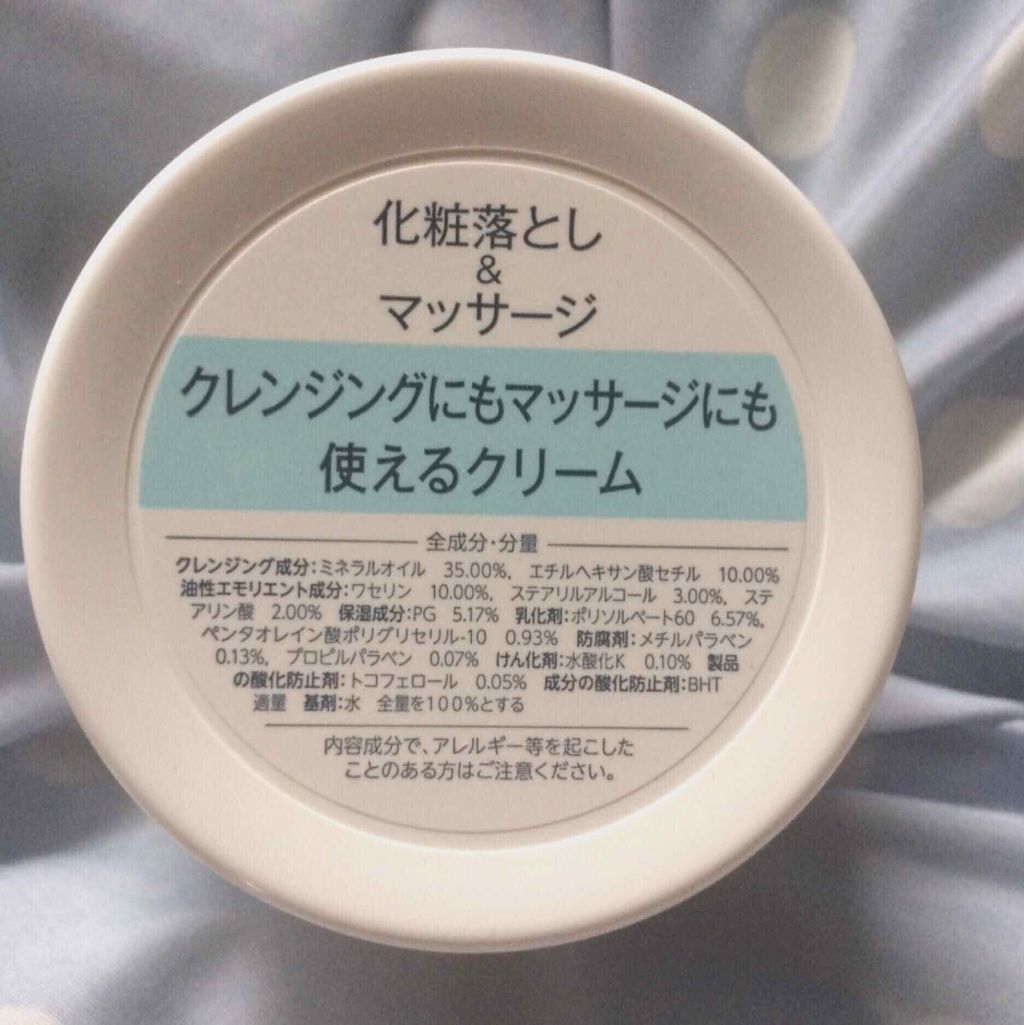 化粧落とし
&
マッサージ
クレンジングにもマッサージにも
使えるクリーム
全成分・分量
クレンジング成分:ミネラルオイル 35.00%, エチルヘキサン酸セチル 10.00%
油性エモリエント成分:ワセリン 10.00%, ステアリルアルコール 3.00%, ステ
アリン酸 2.00% 保湿成分:PG 5.17% 乳化剤:ポリソルベート60 6.57%,
ペンタオレイン酸ポリグリセリル-10 0.93% 防腐剤:メチルパラベン
0.13%, プロピルパラベン 0.07% けん化剤:水酸化K 0.10% 製品
の酸化防止剤:トコフェロール 0.05% 成分の酸化防止剤:BHT
適量 基剤:水 全量を100%とする
内容成分で、アレルギー等を起こした
ことのある方はご注意ください。